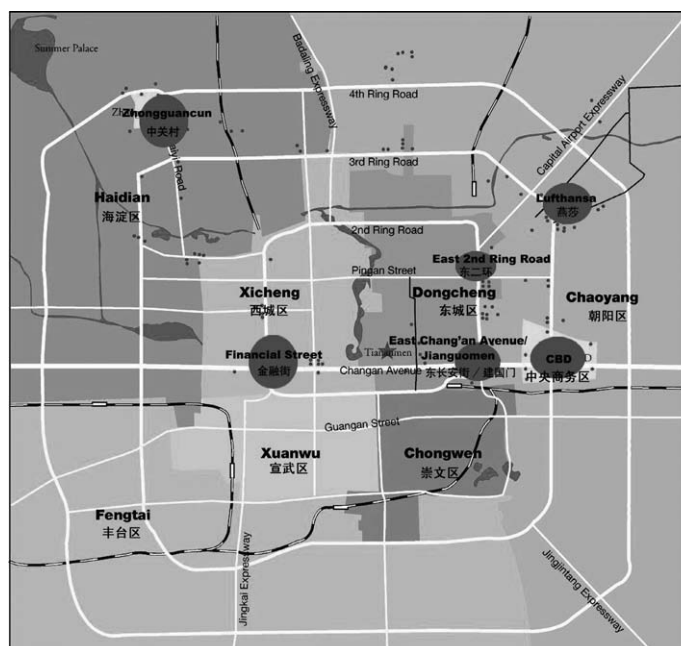 Summer Palace
Badaling Expressway
4th Ring Road
Capital Airport Expressway
Zhongguancun
中关村
3rd Ring Road
Haidian
海淀区
Lufthansa
燕莎
2nd Ring Road
East 2nd Ring Road
东二环
Pingan Street
Xicheng
西城区
Dongcheng
东城区
Chaoyang
朝阳区
Financial Street
金融街
Tiananmen
East Chang'an Avenue/
Jianguomen
东长安街／建国门
Changan Avenue
CBD
中央商务区
Guangan Street
Xuanwu
宣武区
Chongwen
崇文区
Fengtai
丰台区
Jingkai Expressway
Jingjintang Expressway